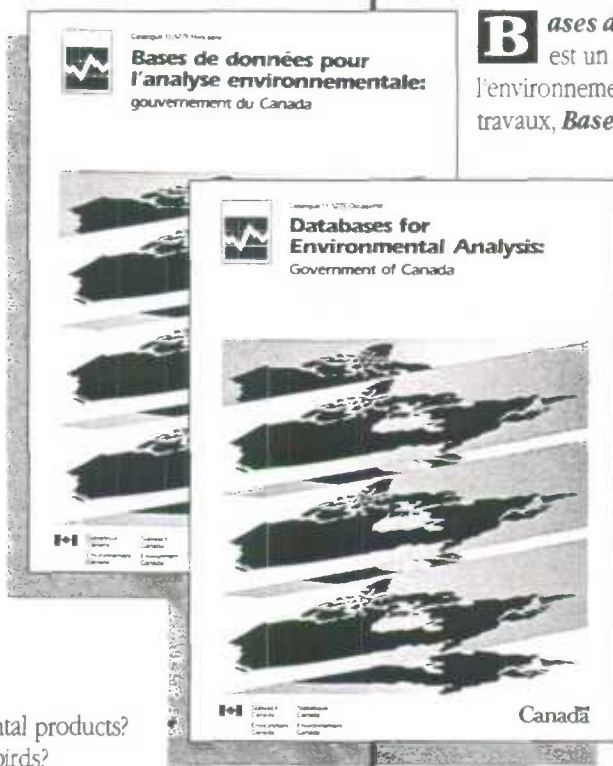 Bases de données pour
l'analyse environnementale:
gouvernement du Canada
Bases d
est un
l'environneme
travaux, Base
Databases for
Environmental Analysis:
Government of Canada
Canada
ntal products?
birds?